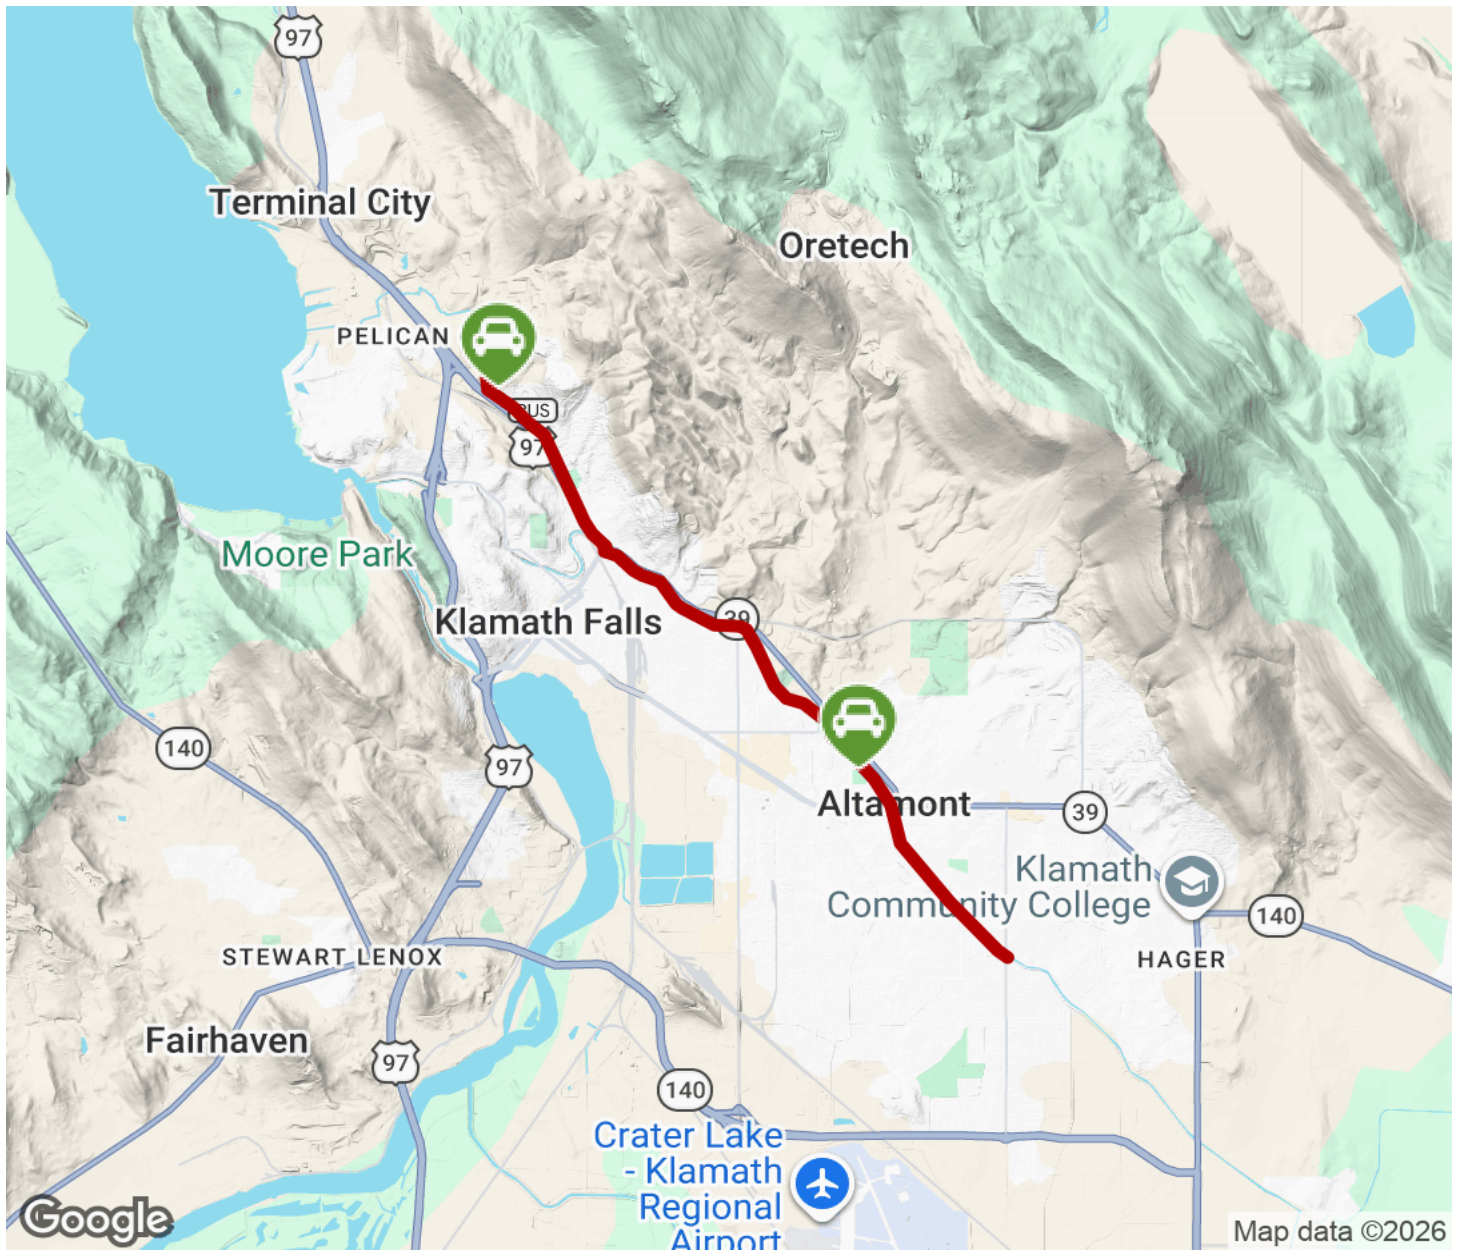 97
Terminal City
Oretech
PELICAN
BUS
97
Moore Park
Klamath Falls
39
140
97
Altamont
39
Klamath
Community College
140
STEWART LENOX
HAGER
Fairhaven
97
140
Crater Lake
- Klamath
Regional
Airport
Google
Map data ©2026